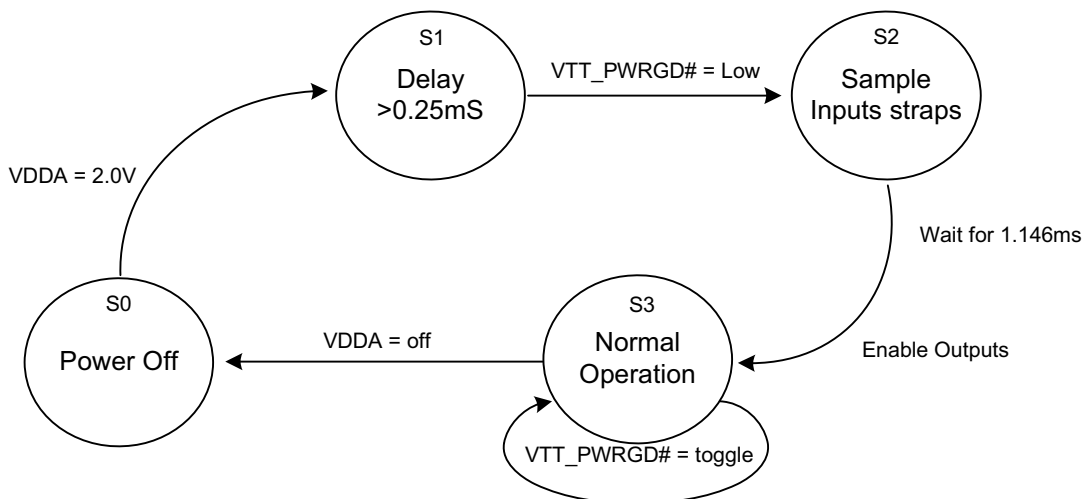 S1
Delay
>0.25mS
VTT_PWRGD# = Low
S2
Sample
Inputs straps
VDDA = 2.0V
Wait for 1.146ms
S0
Power Off
VDDA = off
S3
Normal
Operation
Enable Outputs
VTT_PWRGD# = toggle